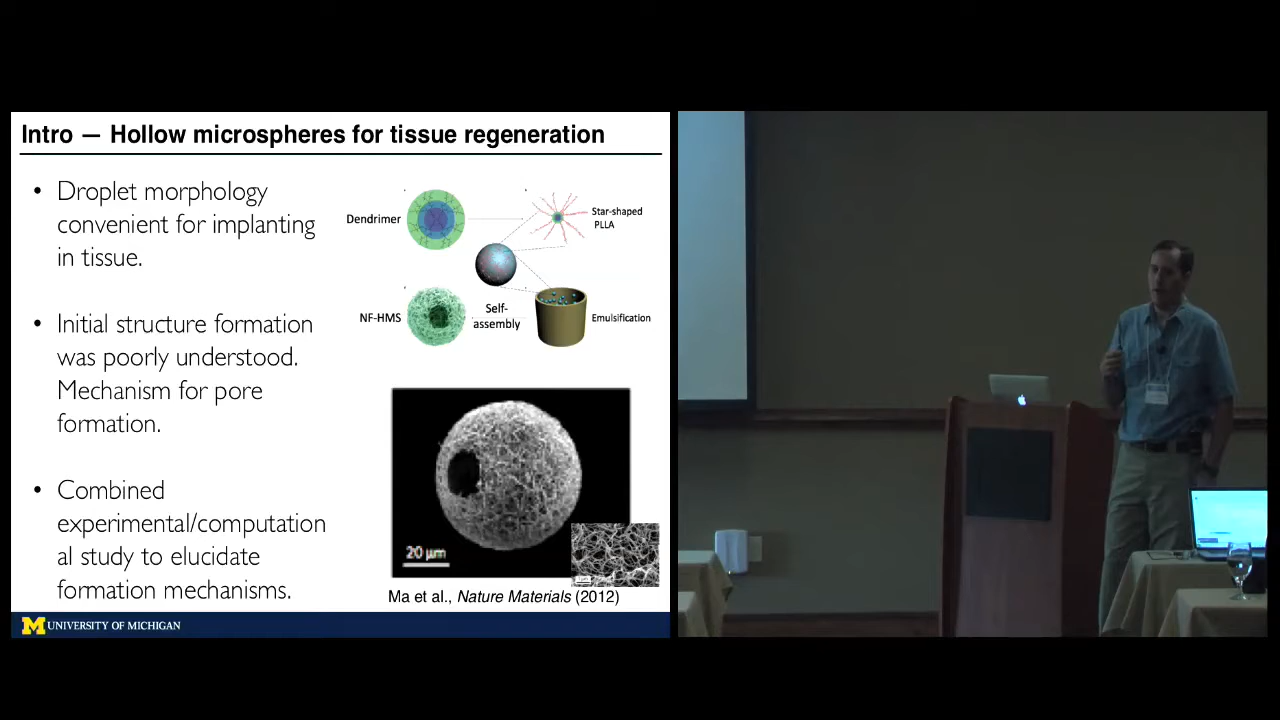 Intro — Hollow microspheres for tissue regeneration
• Droplet morphology
convenient for implanting
in tissue.
• Initial structure formation
was poorly understood.
Mechanism for pore
formation.
• Combined
experimental/computation
al study to elucidate
formation mechanisms.
Dendrimer
Star-shaped
PLLA
NF-HMS
Self-
assembly
Emulsification
20 µm
Ma et al., Nature Materials (2012)
M UNIVERSITY OF MICHIGAN